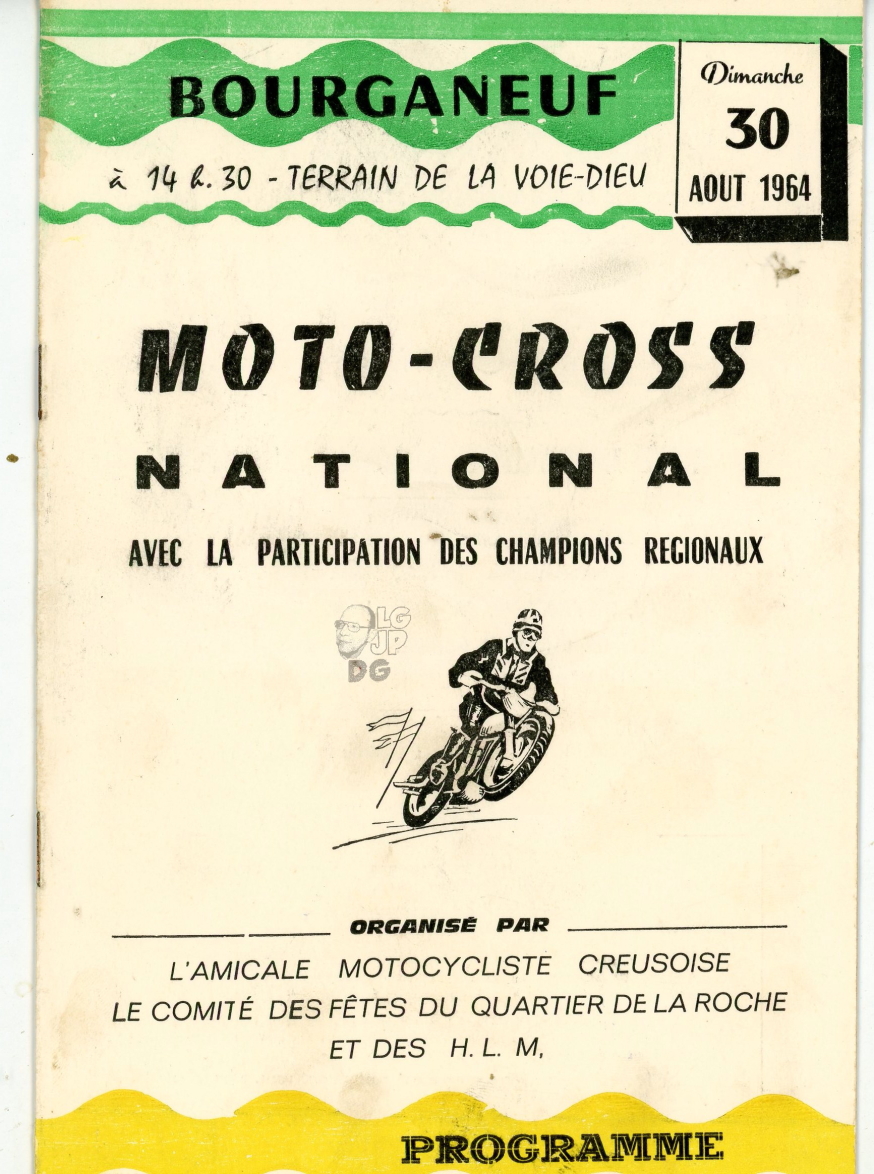 BOURGANEUF
à 14 h. 30 - TERRAIN DE LA VOIE-DIEU
Dimanche
30
AOUT 1964
MOTO-CROSS
NATIONAL
AVEC LA PARTICIPATION DES CHAMPIONS REGIONAUX
LG
JP
DG
ORGANISÉ PAR
L'AMICALE MOTOCYCLISTE CREUSOISE
LE COMITÉ DES FÊTES DU QUARTIER DE LA ROCHE
ET DES H. L. M,
PROGRAMME